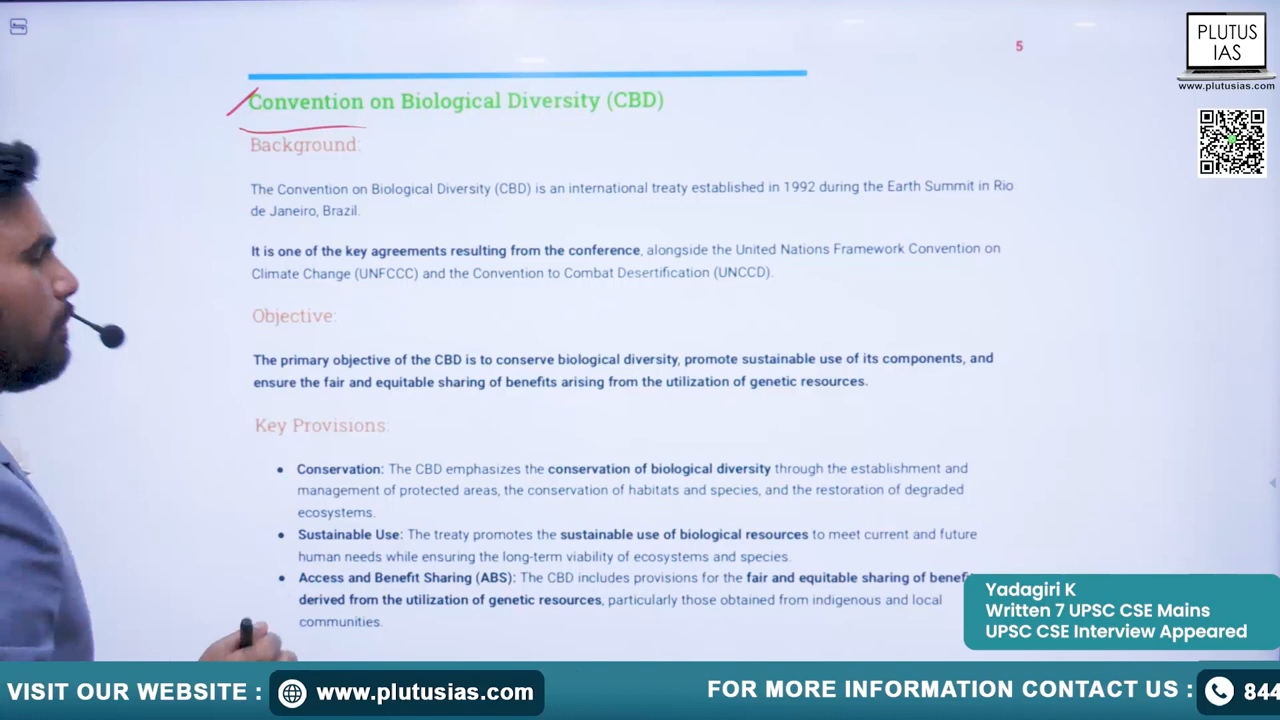 5
PLUTUS
IAS
www.plutusias.com
Convention on Biological Diversity (CBD)
Background:
The Convention on Biological Diversity (CBD) is an international treaty established in 1992 during the Earth Summit in Rio
de Janeiro, Brazil.
It is one of the key agreements resulting from the conference, alongside the United Nations Framework Convention on
Climate Change (UNFCCC) and the Convention to Combat Desertification (UNCCD).
Objective:
The primary objective of the CBD is to conserve biological diversity, promote sustainable use of its components, and
ensure the fair and equitable sharing of benefits arising from the utilization of genetic resources.
Key Provisions:
• Conservation: The CBD emphasizes the conservation of biological diversity through the establishment and
management of protected areas, the conservation of habitats and species, and the restoration of degraded
ecosystems.
• Sustainable Use: The treaty promotes the sustainable use of biological resources to meet current and future
human needs while ensuring the long-term viability of ecosystems and species.
• Access and Benefit Sharing (ABS): The CBD includes provisions for the fair and equitable sharing of benef
derived from the utilization of genetic resources, particularly those obtained from indigenous and local
communities.
Yadagiri K
Written 7 UPSC CSE Mains
UPSC CSE Interview Appeared
VISIT OUR WEBSITE : www.plutusias.com
FOR MORE INFORMATION CONTACT US : 844